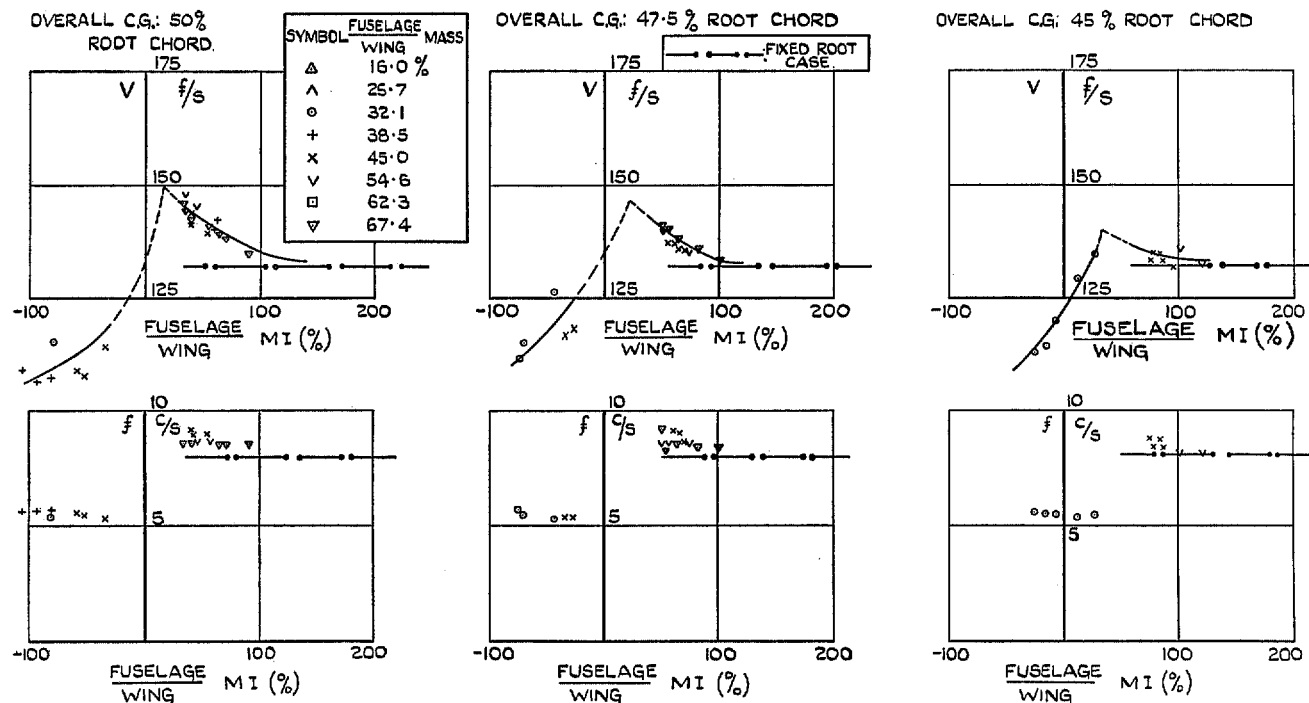 OVERALL C.G.: 50%
ROOT CHORD.
SYMBOL FUSELAGE/WING MASS
16·0 %
25·7
32·1
38·5
45·0
54·6
62·3
67·4
OVERALL C.G.: 47·5 % ROOT CHORD
FIXED ROOT
CASE.
OVERALL C.G: 45 % ROOT CHORD
175
V f/s
150
125
-100 100 200
FUSELAGE
WING
MI (%)
175
V f/s
150
125
-100 100 200
FUSELAGE
WING
MI (%)
175
V f/s
150
125
-100 100 200
FUSELAGE
WING
MI (%)
10
f c/s
5
-100 100 200
FUSELAGE
WING
MI (%)
10
f c/s
5
-100 100 200
FUSELAGE
WING
MI (%)
10
f c/s
5
-100 100 200
FUSELAGE
WING
MI (%)